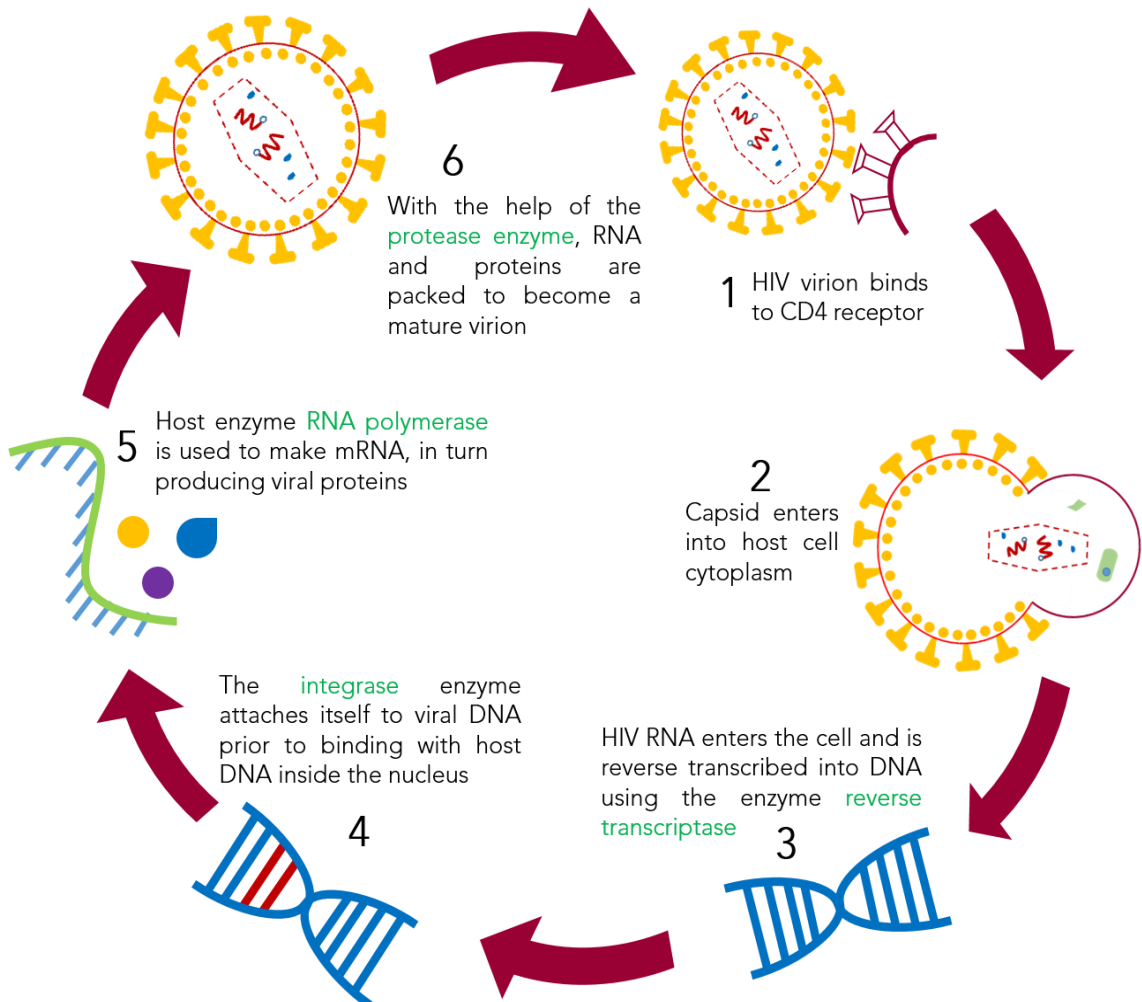 1
HIV virion binds
to CD4 receptor
2
Capsid enters
into host cell
cytoplasm
HIV RNA enters the cell and is
reverse transcribed into DNA
using the enzyme reverse
transcriptase
3
The integrase enzyme
attaches itself to viral DNA
prior to binding with host
DNA inside the nucleus
4
5
Host enzyme RNA polymerase
is used to make mRNA, in turn
producing viral proteins
6
With the help of the
protease enzyme, RNA
and proteins are
packed to become a
mature virion